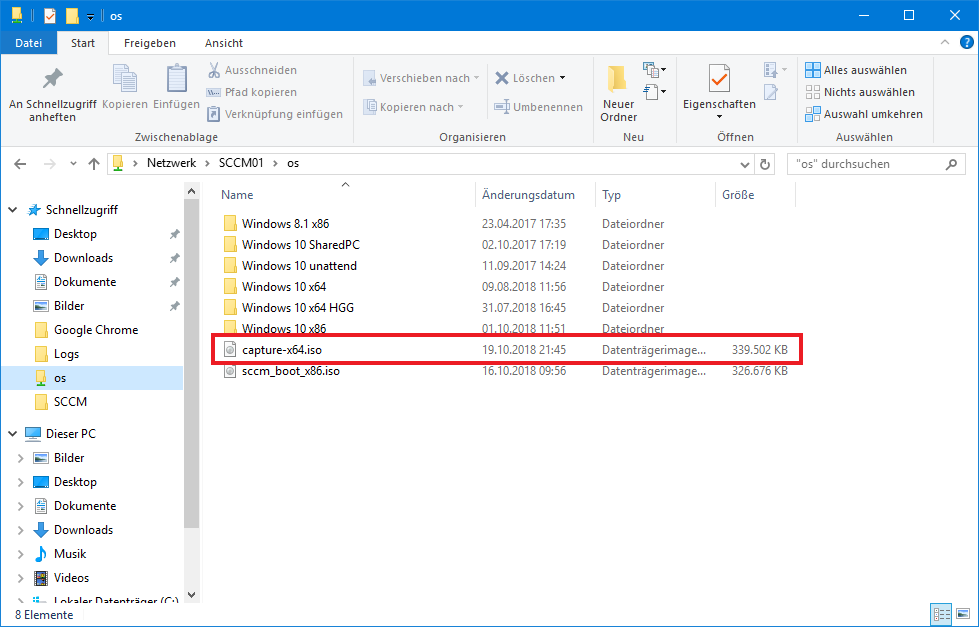 os
Datei Start Freigeben Ansicht
An Schnellzugriff anheften
Kopieren
Einfügen
Ausschneiden
Pfad kopieren
Verknüpfung einfügen
Zwischenablage
Verschieben nach
Kopieren nach
Löschen
Umbenennen
Organisieren
Neuer Ordner
Neu
Eigenschaften
Öffnen
Alles auswählen
Nichts auswählen
Auswahl umkehren
Auswählen
Netzwerk > SCCM01 > os
"os" durchsuchen
Schnellzugriff
Desktop
Downloads
Dokumente
Bilder
Google Chrome
Logs
os
SCCM
Dieser PC
Bilder
Desktop
Dokumente
Downloads
Musik
Videos
Lokaler Datenträger (C:)
Name Änderungsdatum Typ Größe
Windows 8.1 x86 23.04.2017 17:35 Dateiordner
Windows 10 SharedPC 02.10.2017 17:19 Dateiordner
Windows 10 unattend 11.09.2017 14:24 Dateiordner
Windows 10 x64 09.08.2018 11:56 Dateiordner
Windows 10 x64 HGG 31.07.2018 16:45 Dateiordner
Windows 10 x86 01.10.2018 11:51 Dateiordner
capture-x64.iso 19.10.2018 21:45 Datenträgerimage... 339.502 KB
sccm_boot_x86.iso 16.10.2018 09:56 Datenträgerimage... 326.676 KB
8 Elemente